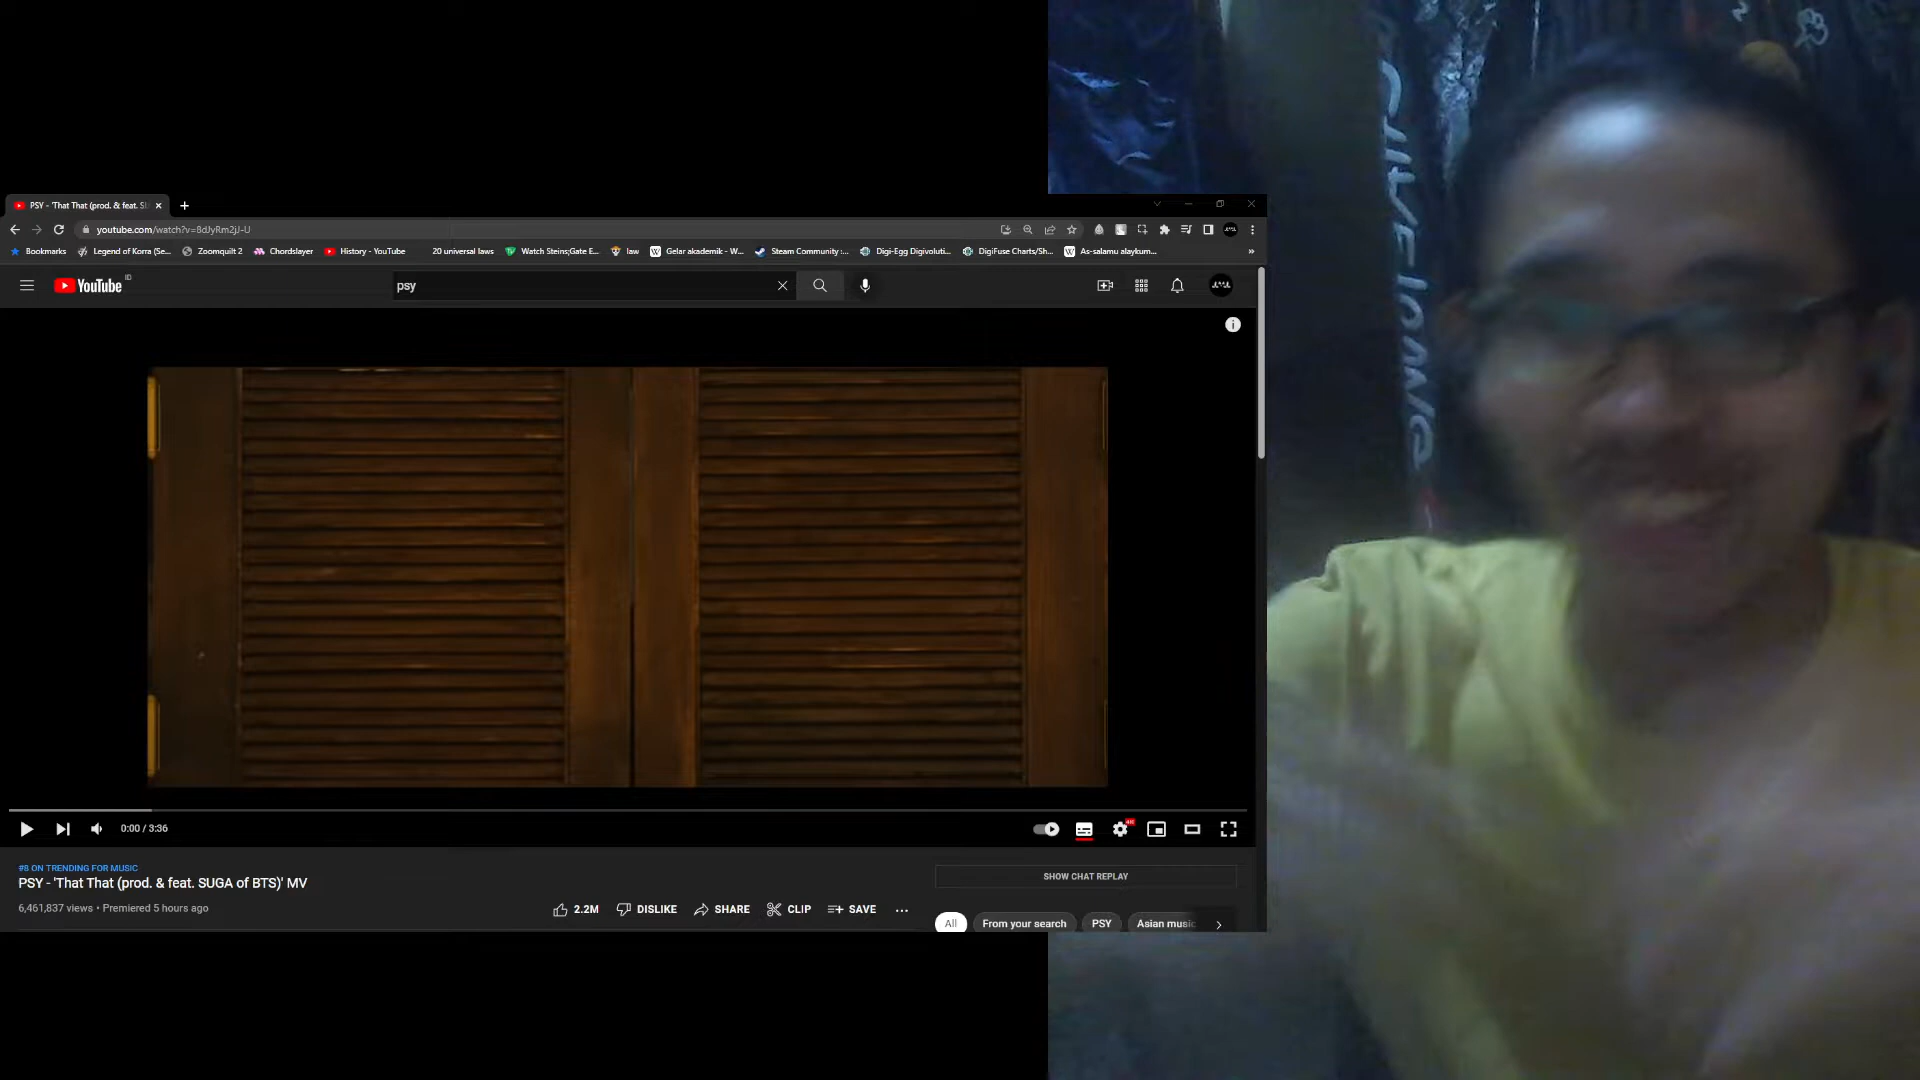 PSY - 'That That (prod. & feat. SU
youtube.com/watch?v=8dJyRm2jJ-U
Bookmarks Legend of Korra (Se... Zoomquilt 2 Chordslayer History - YouTube 20 universal laws Watch Steins;Gate E... law Gelar akademik - W... Steam Community :... Digi-Egg Digivoluti... DigiFuse Charts/Sh... As-salamu alaykum... »
YouTube ID
psy
0:00 / 3:36
#8 ON TRENDING FOR MUSIC
PSY - 'That That (prod. & feat. SUGA of BTS)' MV
6,461,837 views • Premiered 5 hours ago
2.2M DISLIKE SHARE CLIP SAVE ...
SHOW CHAT REPLAY
All From your search PSY Asian music